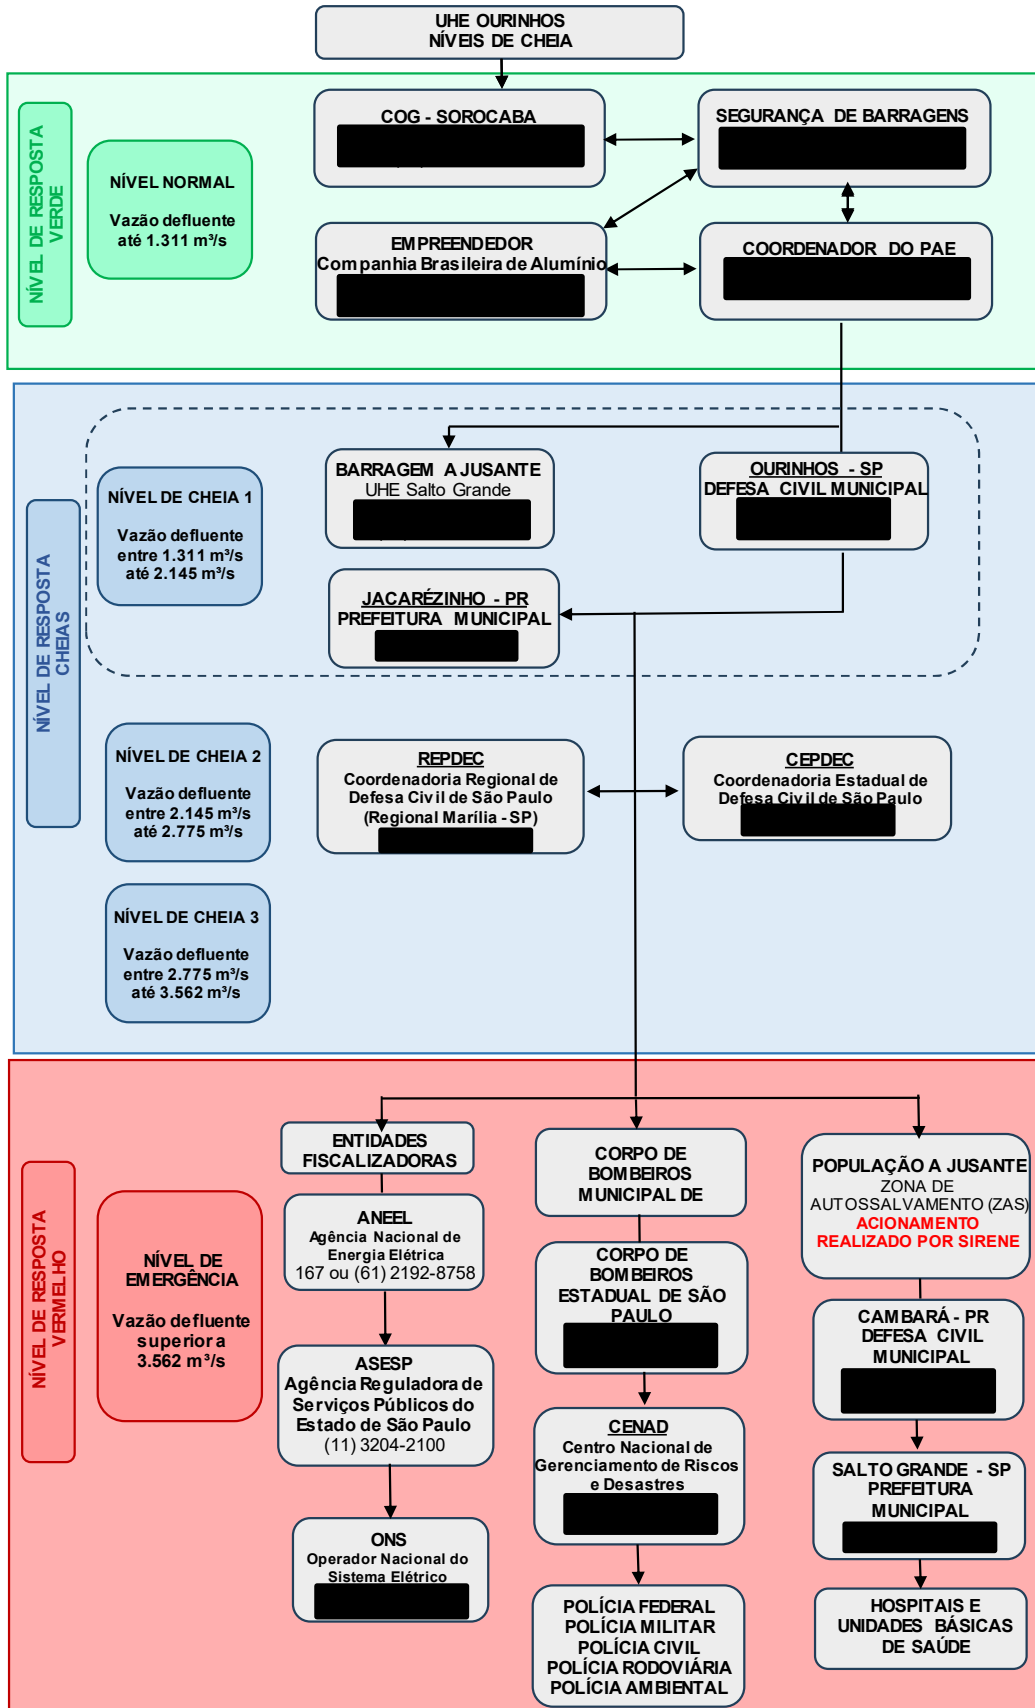 UHE OURINHOS
NÍVEIS DE CHEIA
NÍVEL DE RESPOSTA
VERDE
NÍVEL NORMAL
Vazão defluente
até 1.311 m³/s
COG - SOROCABA
SEGURANÇA DE BARRAGENS
EMPREENDEDOR
Companhia Brasileira de Alumínio
COORDENADOR DO PAE
NÍVEL DE RESPOSTA
CHEIAS
NÍVEL DE CHEIA 1
Vazão defluente
entre 1.311 m³/s
até 2.145 m³/s
BARRAGEM A JUSANTE
UHE Salto Grande
OURINHOS - SP
DEFESA CIVIL MUNICIPAL
JACARÉZINHO - PR
PREFEITURA MUNICIPAL
NÍVEL DE CHEIA 2
Vazão defluente
entre 2.145 m³/s
até 2.775 m³/s
REPDEC
Coordenadoria Regional de
Defesa Civil de São Paulo
(Regional Marília - SP)
CEPDEC
Coordenadoria Estadual de
Defesa Civil de São Paulo
NÍVEL DE CHEIA 3
Vazão defluente
entre 2.775 m³/s
até 3.562 m³/s
NÍVEL DE RESPOSTA
VERMELHO
NÍVEL DE
EMERGÊNCIA
Vazão defluente
superior a
3.562 m³/s
ENTIDADES
FISCALIZADORAS
ANEEL
Agência Nacional de
Energia Elétrica
167 ou (61) 2192-8758
ASESP
Agência Reguladora de
Serviços Públicos do
Estado de São Paulo
(11) 3204-2100
ONS
Operador Nacional do
Sistema Elétrico
CORPO DE
BOMBEIROS
MUNICIPAL DE
CORPO DE
BOMBEIROS
ESTADUAL DE SÃO
PAULO
CENAD
Centro Nacional de
Gerenciamento de Riscos
e Desastres
POLÍCIA FEDERAL
POLÍCIA MILITAR
POLÍCIA CIVIL
POLÍCIA RODOVIÁRIA
POLÍCIA AMBIENTAL
POPULAÇÃO A JUSANTE
ZONA DE
AUTOSSALVAMENTO (ZAS)
ACIONAMENTO
REALIZADO POR SIRENE
CAMBARÁ - PR
DEFESA CIVIL
MUNICIPAL
SALTO GRANDE - SP
PREFEITURA
MUNICIPAL
HOSPITAIS E
UNIDADES BÁSICAS
DE SAÚDE